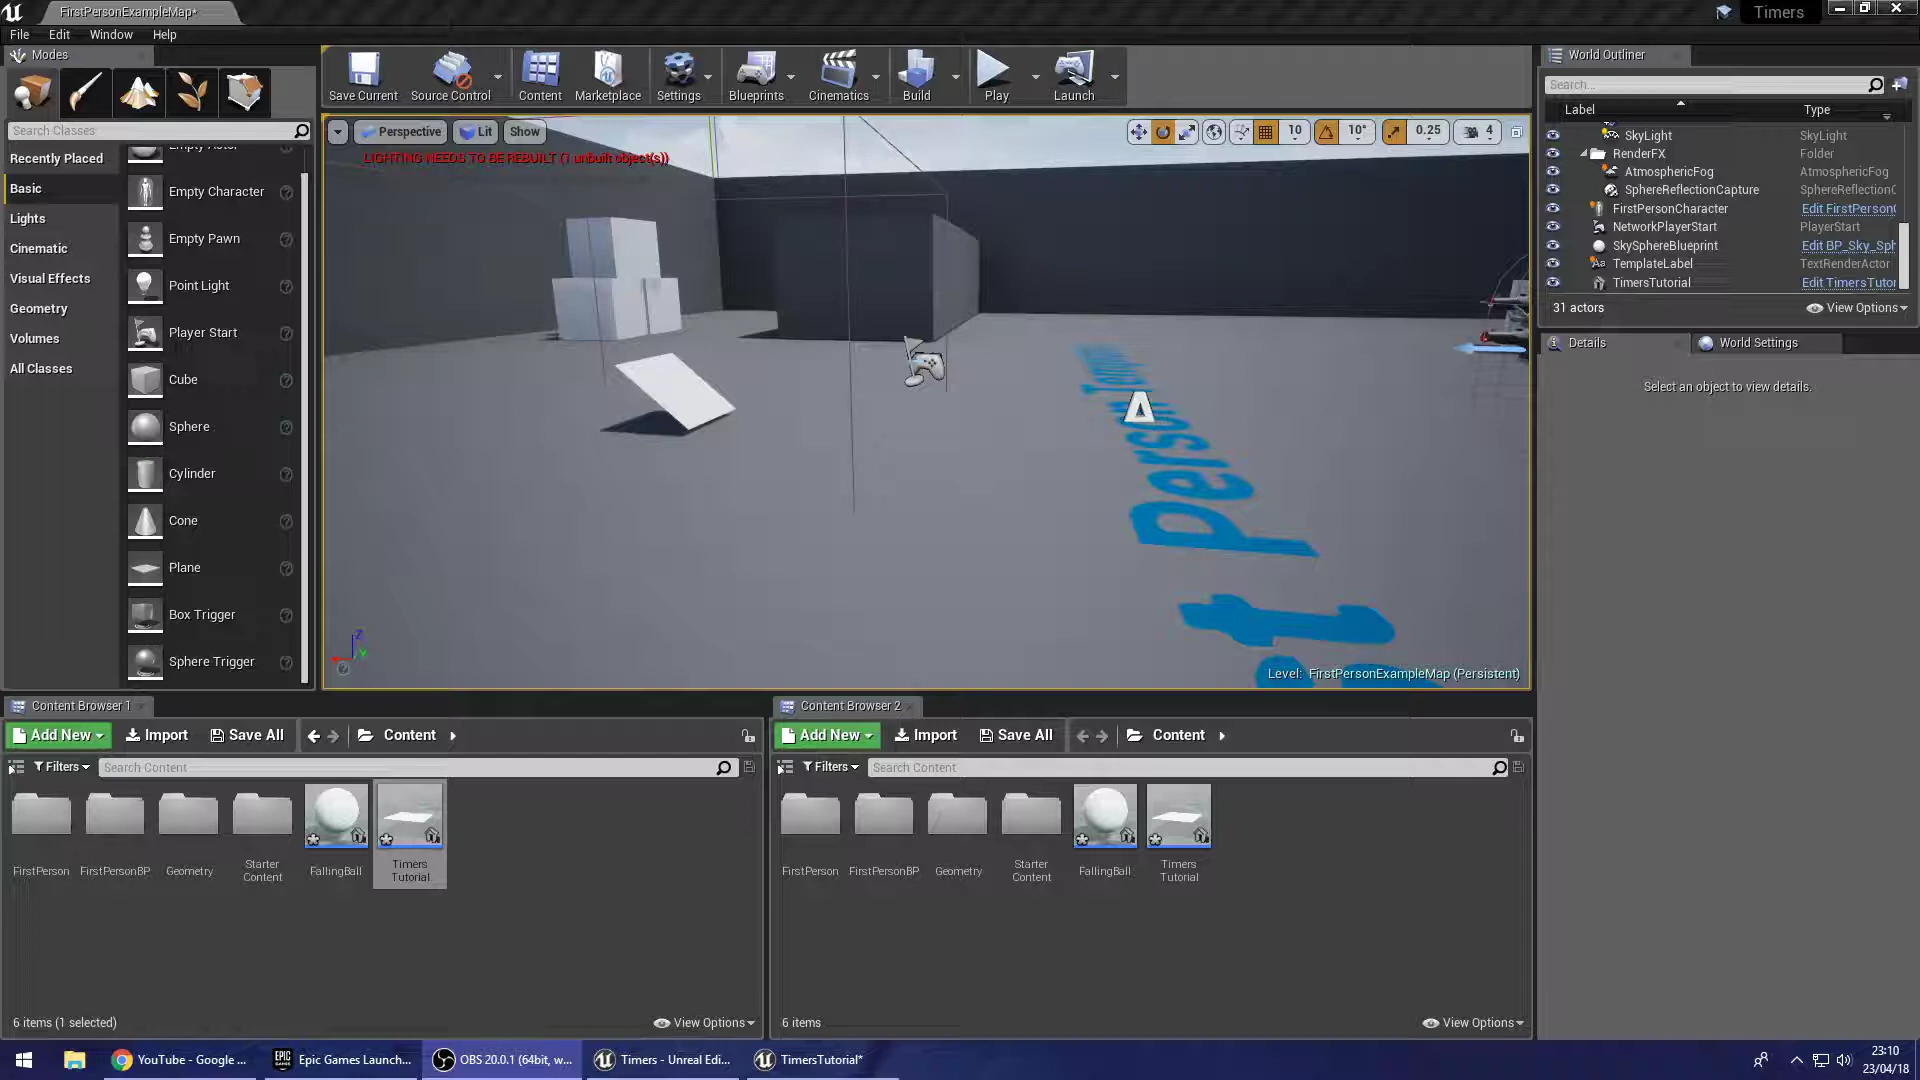 FirstPersonExampleMap*
Timers
File Edit Window Help
Modes
Search Classes
Recently Placed
Basic
Lights
Cinematic
Visual Effects
Geometry
Volumes
All Classes
Empty Actor
Empty Character
Empty Pawn
Point Light
Player Start
Cube
Sphere
Cylinder
Cone
Plane
Box Trigger
Sphere Trigger
Save Current Source Control Content Marketplace Settings Blueprints Cinematics Build Play Launch
Perspective Lit Show
10 10° 0.25 4
LIGHTING NEEDS TO BE REBUILT (1 unbuilt object(s))
Z
Y
Level: FirstPersonExampleMap (Persistent)
World Outliner
Search...
Label Type
SkyLight SkyLight
RenderFX Folder
AtmosphericFog AtmosphericFog
SphereReflectionCapture SphereReflectionC
FirstPersonCharacter Edit FirstPersonC
NetworkPlayerStart PlayerStart
SkySphereBlueprint Edit BP_Sky_Sph
TemplateLabel TextRenderActor
TimersTutorial Edit TimersTutor
31 actors View Options
Details World Settings
Select an object to view details.
Content Browser 1
Add New Import Save All Content
Filters Search Content
FirstPerson FirstPersonBP Geometry Starter Content FallingBall Timers Tutorial
6 items (1 selected) View Options
Content Browser 2
Add New Import Save All Content
Filters Search Content
FirstPerson FirstPersonBP Geometry Starter Content FallingBall Timers Tutorial
6 items View Options
YouTube - Google ... Epic Games Launch... OBS 20.0.1 (64bit, w... Timers - Unreal Edi... TimersTutorial*
23:10
23/04/18